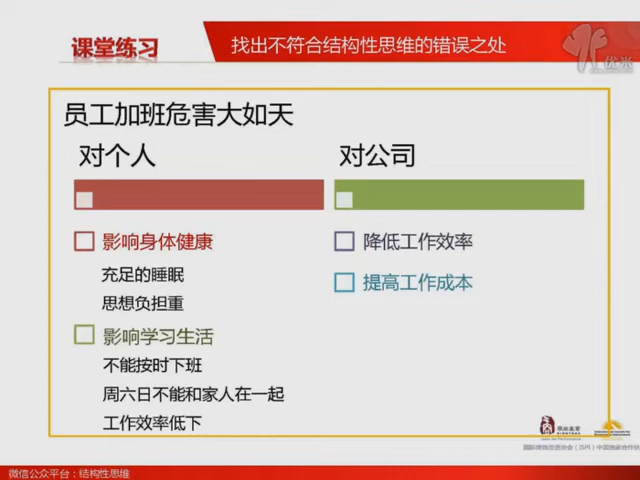 课堂练习
找出不符合结构性思维的错误之处
优米
员工加班危害大如天
对个人
对公司
影响身体健康
充足的睡眠
思想负担重
影响学习生活
不能按时下班
周六日不能和家人在一起
工作效率低下
降低工作效率
提高工作成本
微信公众平台：结构性思维